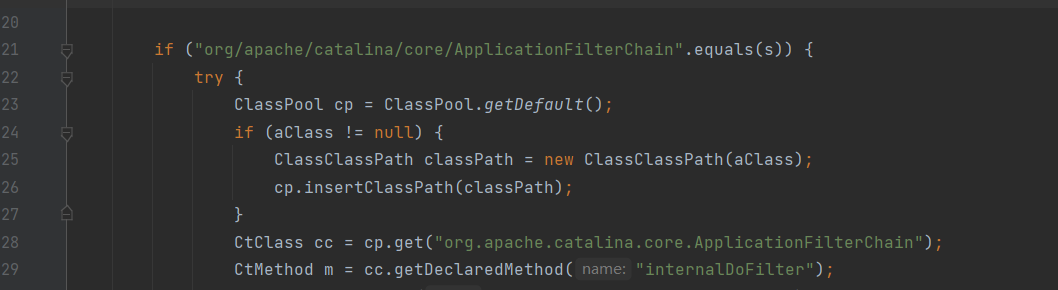 20
21 if ("org/apache/catalina/core/ApplicationFilterChain".equals(s)) {
22 try {
23 ClassPool cp = ClassPool.getDefault();
24 if (aClass != null) {
25 ClassClassPath classPath = new ClassClassPath(aClass);
26 cp.insertClassPath(classPath);
27 }
28 CtClass cc = cp.get("org.apache.catalina.core.ApplicationFilterChain");
29 CtMethod m = cc.getDeclaredMethod( name: "internalDoFilter");